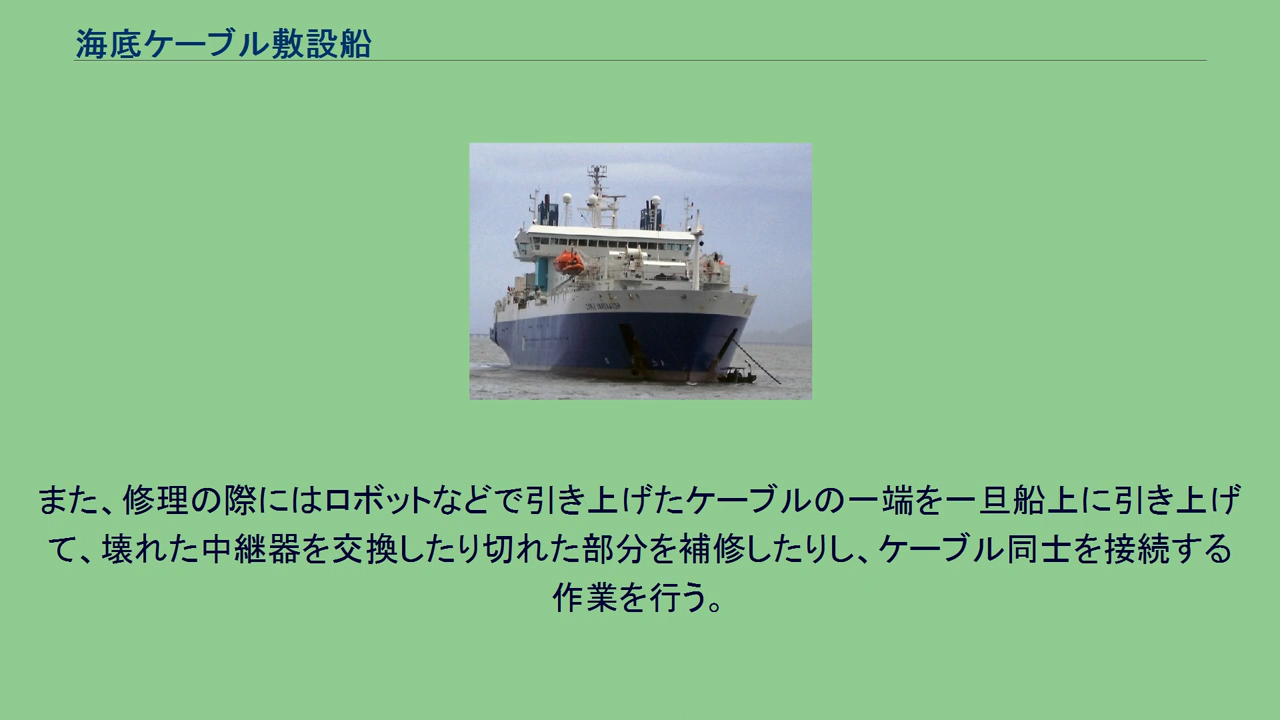 海底ケーブル敷設船
また、修理の際にはロボットなどで引き上げたケーブルの一端を一旦船上に引き上げ
て、壊れた中継器を交換したり切れた部分を補修したりし、ケーブル同士を接続する
作業を行う。